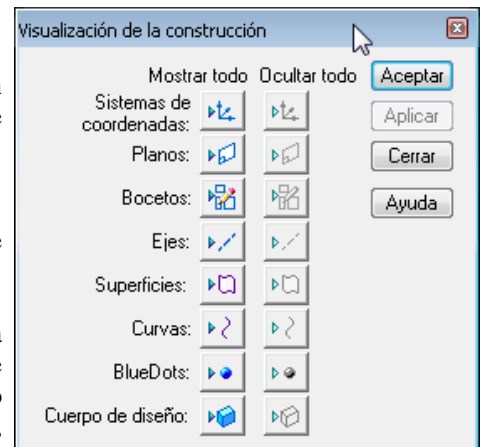 Visualización de la construcción
Mostrar todo Ocultar todo Aceptar
Sistemas de coordenadas:
Aplicar
Planos:
Cerrar
Bocetos:
Ayuda
Ejes:
Superficies:
Curvas:
BlueDots:
Cuerpo de diseño: